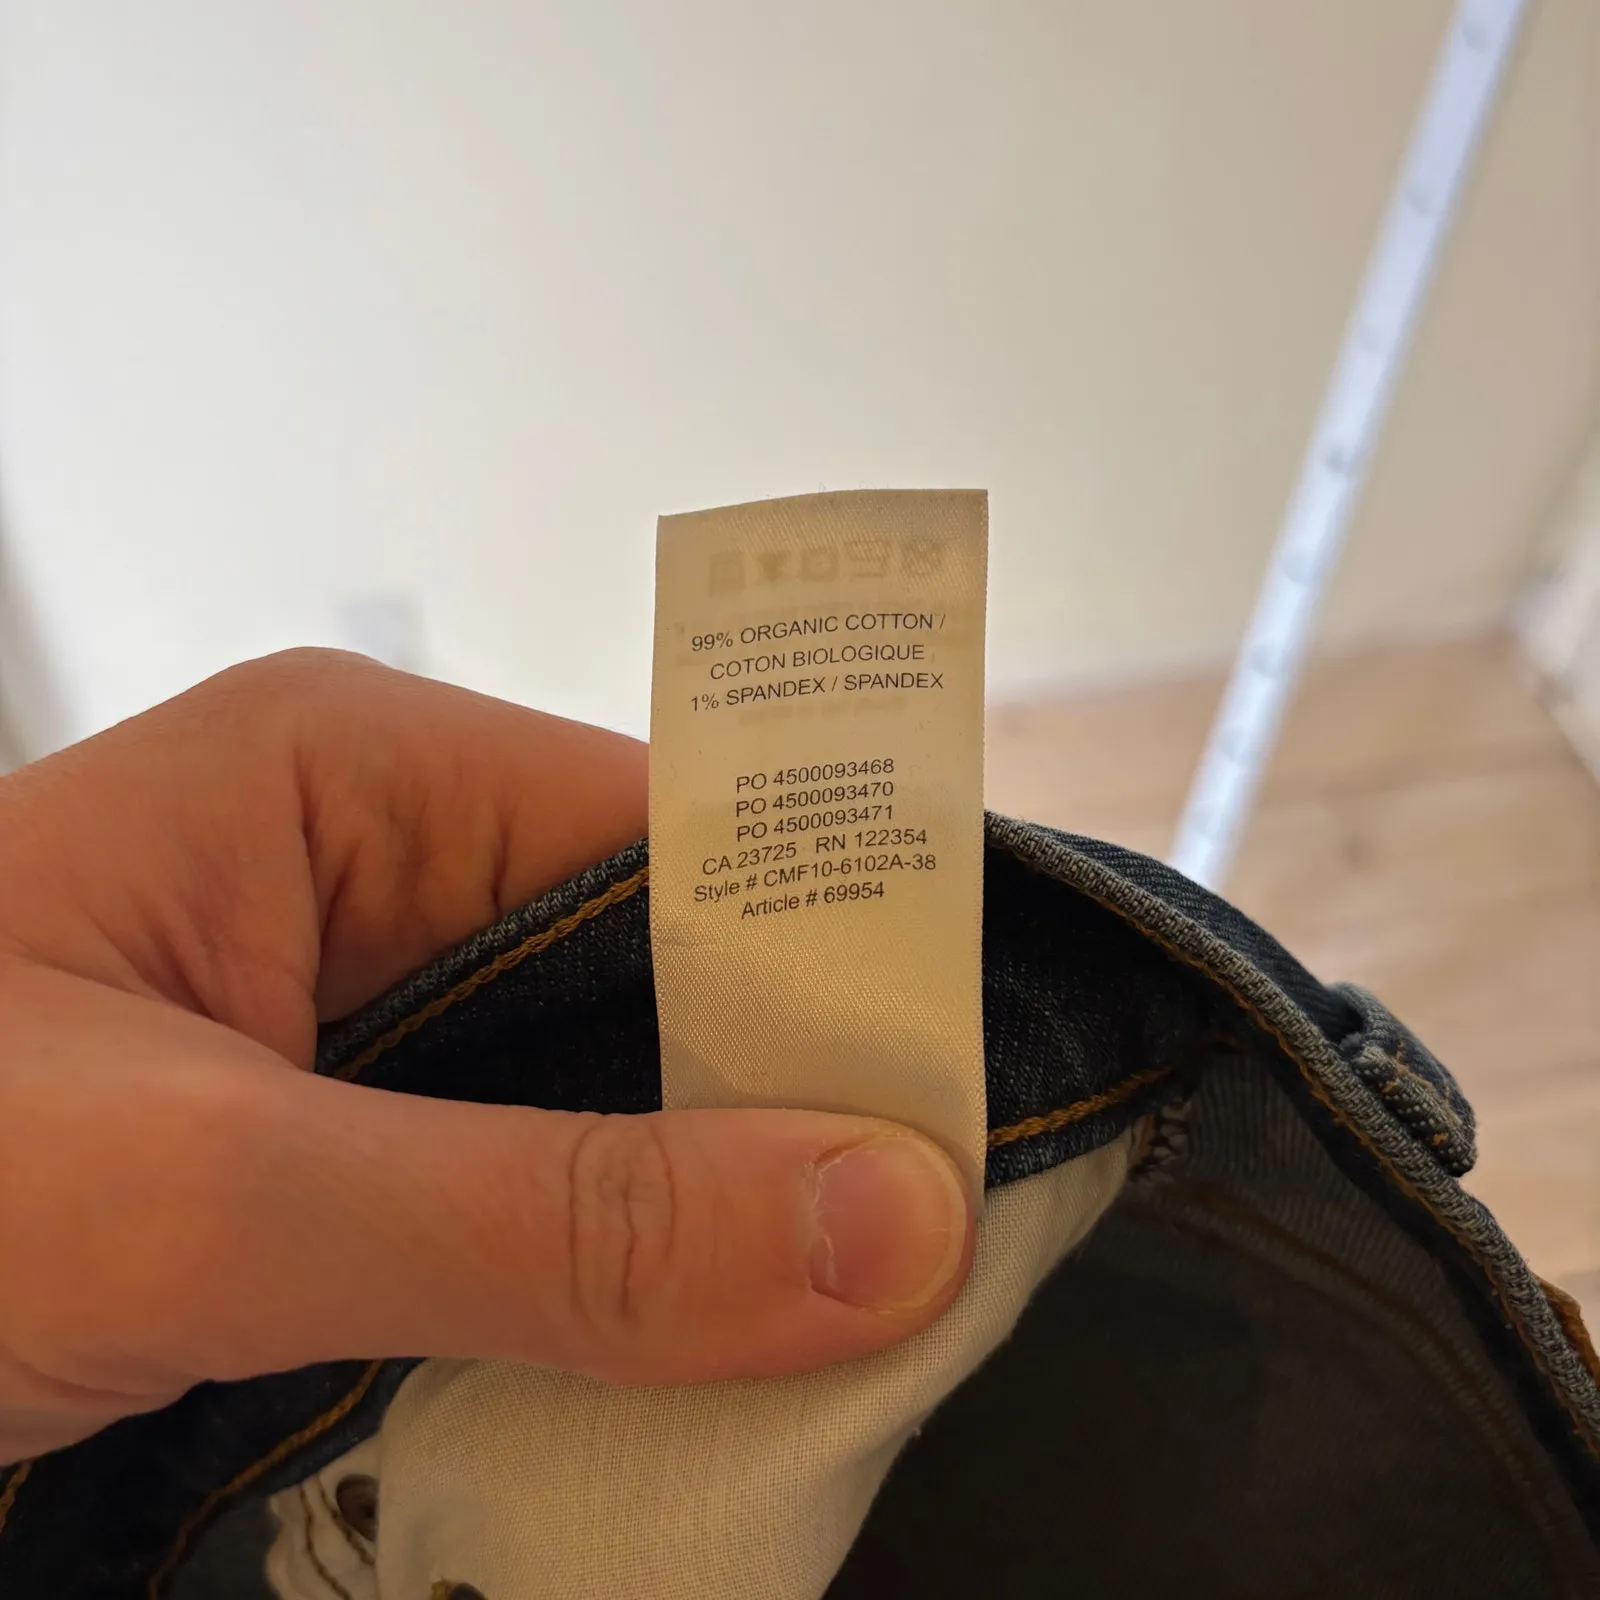 99% ORGANIC COTTON /
COTON BIOLOGIQUE
1% SPANDEX / SPANDEX
PO 4500093468
PO 4500093470
PO 4500093471
CA 23725 RN 122354
Style # CMF10-6102A-38
Article # 69954